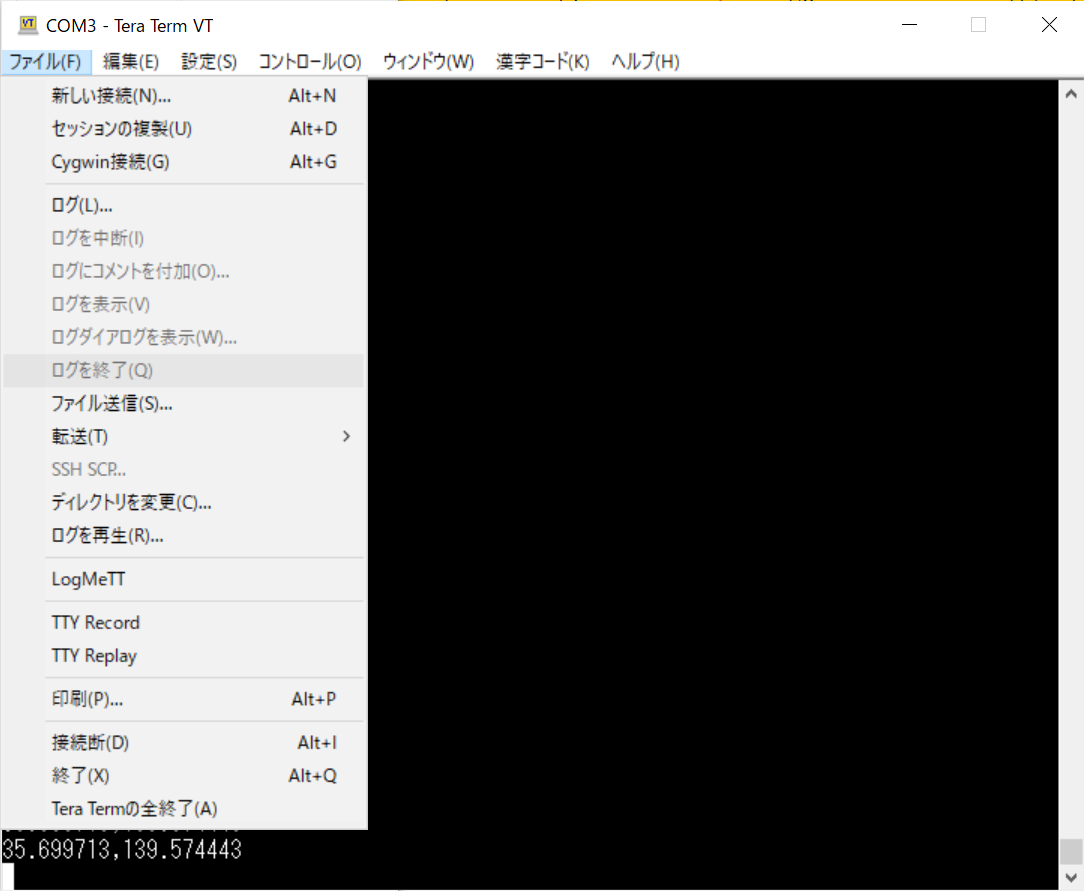 COM3 - Tera Term VT
ファイル(F) 編集(E) 設定(S) コントロール(O) ウィンドウ(W) 漢字コード(K) ヘルプ(H)
新しい接続(N)... Alt+N
セッションの複製(U) Alt+D
Cygwin接続(G) Alt+G
ログ(L)...
ログを中断(I)
ログにコメントを付加(O)...
ログを表示(V)
ログダイアログを表示(W)...
ログを終了(Q)
ファイル送信(S)...
転送(T)
SSH SCP...
ディレクトリを変更(C)...
ログを再生(R)...
LogMeTT
TTY Record
TTY Replay
印刷(P)... Alt+P
接続断(D) Alt+I
終了(X) Alt+Q
Tera Termの全終了(A)
35.699713,139.574443